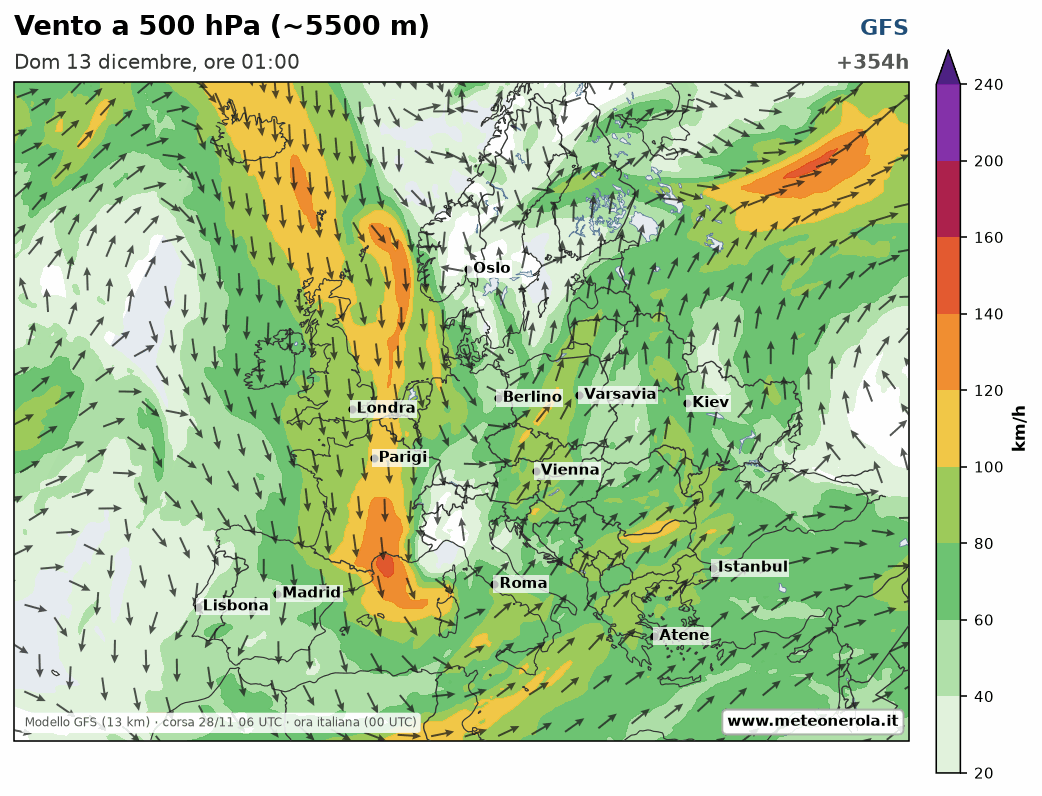 Vento a 500 hPa (~5500 m)
GFS
Dom 13 dicembre, ore 01:00
+354h
240
200
160
140
120
100
80
60
40
20
km/h
Oslo
Berlino
Varsavia
Kiev
Londra
Parigi
Vienna
Istanbul
Roma
Madrid
Lisbona
Atene
Modello GFS (13 km) · corsa 28/11 06 UTC · ora italiana (00 UTC)
www.meteonerola.it